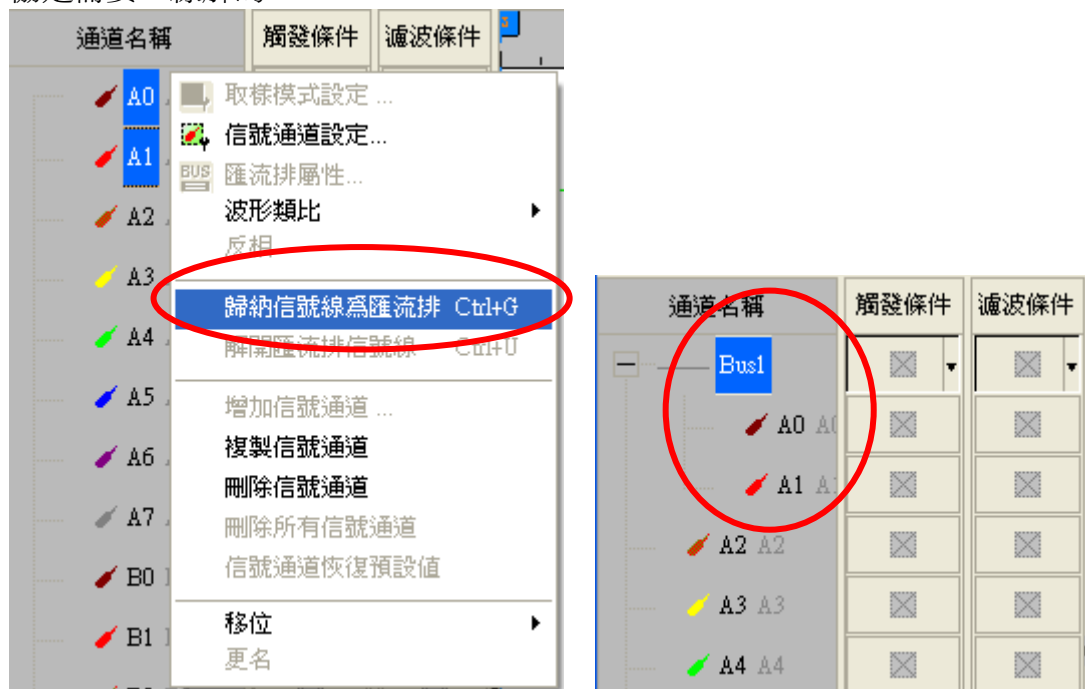 通道名稱 觸發條件 濾波條件
A0
A1
A2
A3
A4
A5
A6
A7
B0
B1
取樣模式設定 ...
信號通道設定...
BUS 匯流排屬性...
波形類比
反相
歸納信號線爲匯流排 Ctrl+G
解開匯流排信號線 Ctrl+U
增加信號通道 ...
複製信號通道
刪除信號通道
刪除所有信號通道
信號通道恢復預設值
移位
更名
通道名稱 觸發條件 濾波條件
Bus1
A0 A0
A1 A1
A2 A2
A3 A3
A4 A4